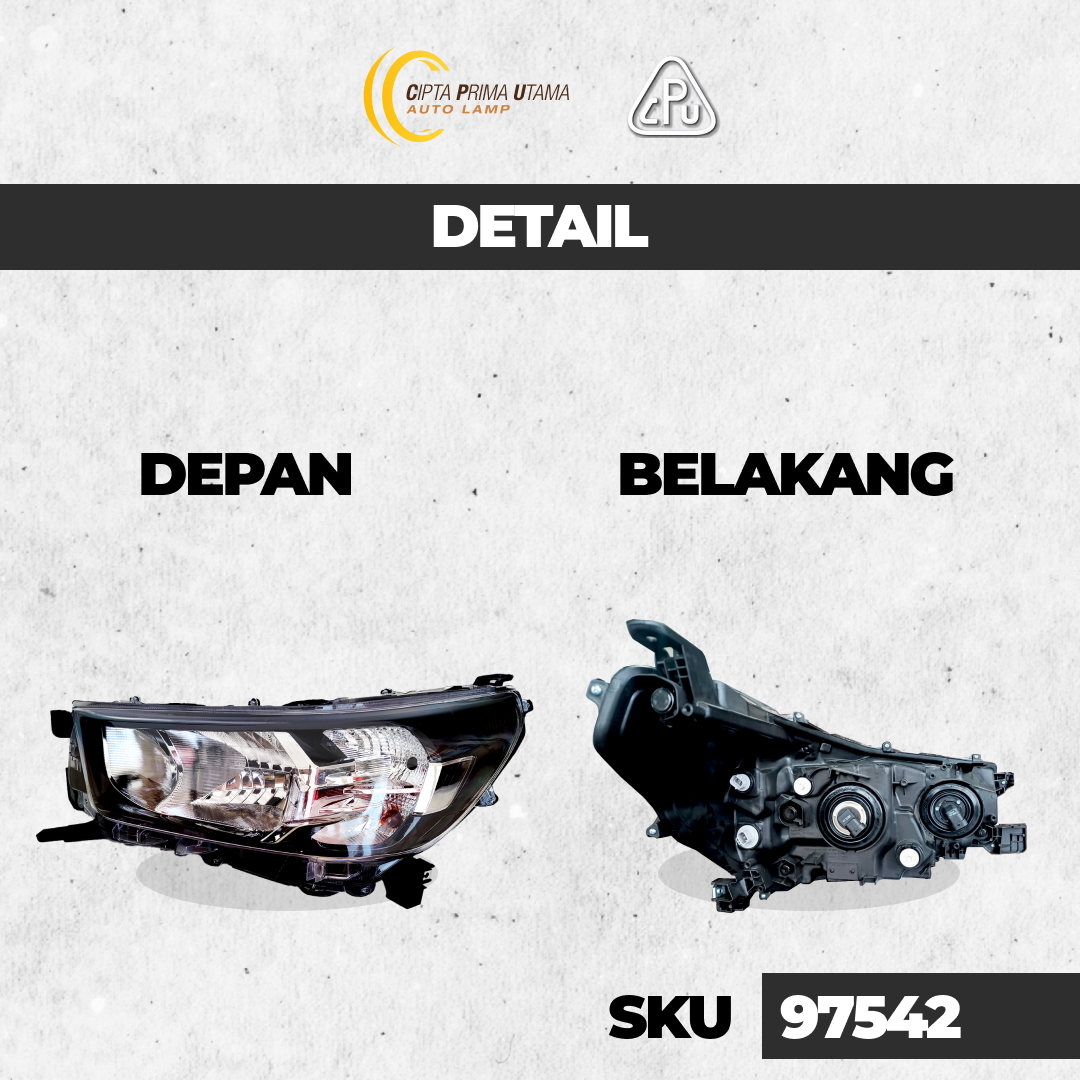 CIPTA PRIMA UTAMA
AUTO LAMP
CPU
DETAIL
DEPAN
BELAKANG
SKU 97542